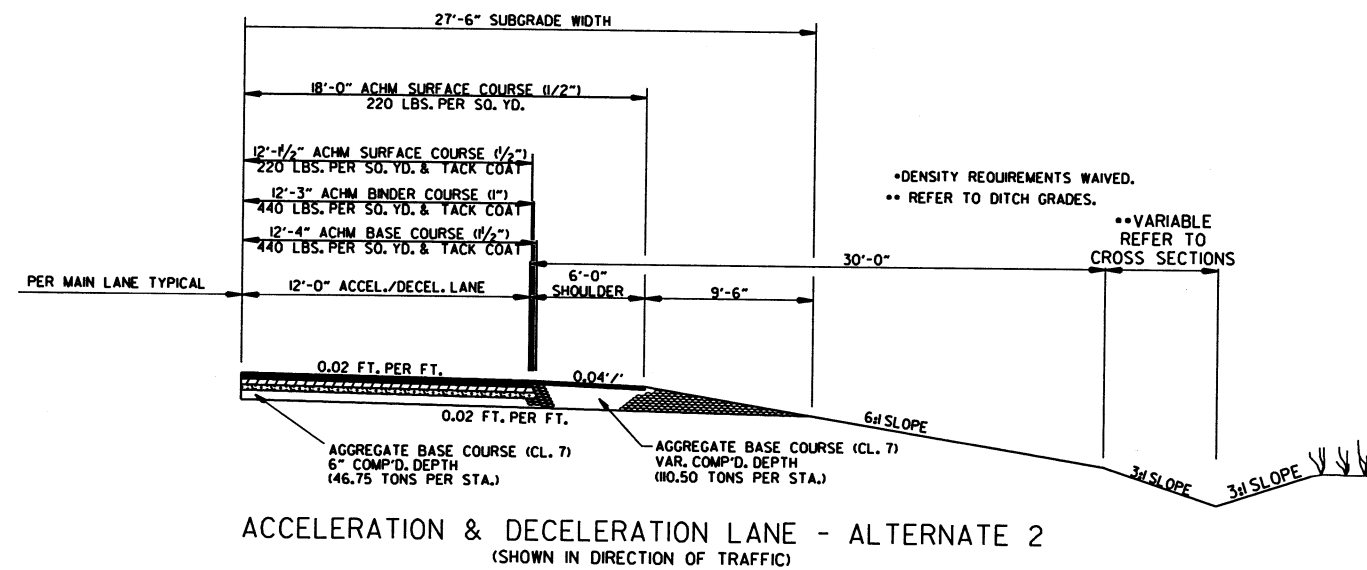 27'-6" SUBGRADE WIDTH
18'-0" ACHM SURFACE COURSE (1/2")
220 LBS. PER SQ. YD.
12'-1½" ACHM SURFACE COURSE (½")
220 LBS. PER SQ. YD. & TACK COAT
12'-3" ACHM BINDER COURSE (1")
440 LBS. PER SQ. YD. & TACK COAT
12'-4" ACHM BASE COURSE (1½")
440 LBS. PER SQ. YD. & TACK COAT
•DENSITY REQUIREMENTS WAIVED.
•• REFER TO DITCH GRADES.
••VARIABLE
REFER TO
CROSS SECTIONS
30'-0"
PER MAIN LANE TYPICAL
12'-0" ACCEL./DECEL. LANE
6'-0"
SHOULDER
9'-6"
0.02 FT. PER FT.
0.04'/'
0.02 FT. PER FT.
6:1 SLOPE
3:1 SLOPE
3:1 SLOPE
AGGREGATE BASE COURSE (CL. 7)
6" COMP'D. DEPTH
(46.75 TONS PER STA.)
AGGREGATE BASE COURSE (CL. 7)
VAR. COMP'D. DEPTH
(110.50 TONS PER STA.)
ACCELERATION & DECELERATION LANE - ALTERNATE 2
(SHOWN IN DIRECTION OF TRAFFIC)